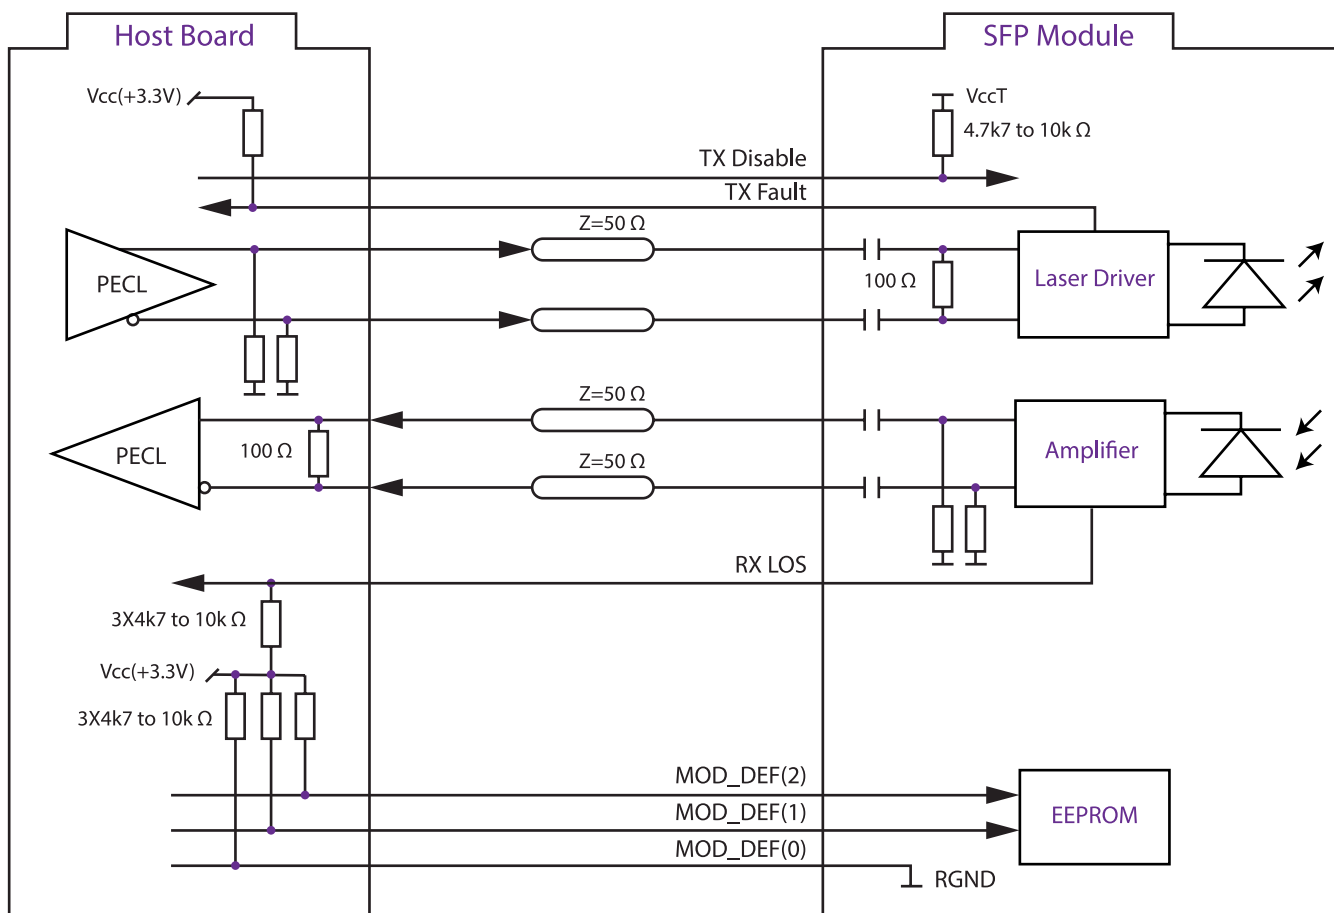 Host Board
SFP Module
Vcc(+3.3V)
VccT
4.7k7 to 10k Ω
TX Disable
TX Fault
Z=50 Ω
PECL
100 Ω
Laser Driver
Z=50 Ω
PECL
100 Ω
Z=50 Ω
Amplifier
RX LOS
3X4k7 to 10k Ω
Vcc(+3.3V)
3X4k7 to 10k Ω
MOD_DEF(2)
MOD_DEF(1)
EEPROM
MOD_DEF(0)
RGND